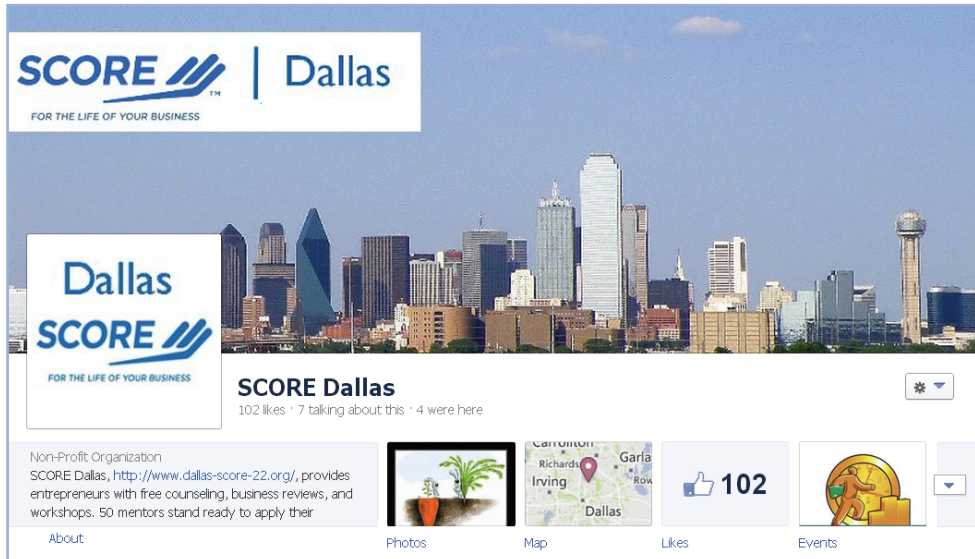 SCORE TM | Dallas
FOR THE LIFE OF YOUR BUSINESS
Dallas
SCORE
FOR THE LIFE OF YOUR BUSINESS
SCORE Dallas
102 likes · 7 talking about this · 4 were here
Non-Profit Organization
SCORE Dallas, http://www.dallas-score-22.org/, provides
entrepreneurs with free counseling, business reviews, and
workshops. 50 mentors stand ready to apply their
About
Carrollton
Richards
Garla
Irving
Row
Dallas
102
Photos
Map
Likes
Events